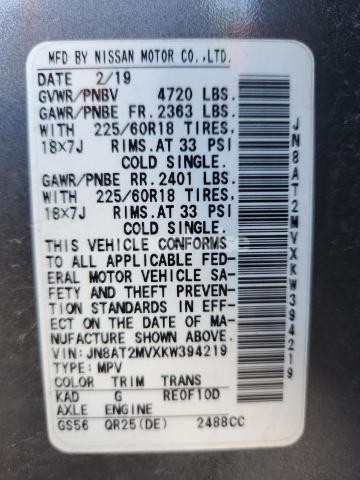 MFD BY NISSAN MOTOR CO.,LTD.
DATE 2/19
GVWR/PNBV 4720 LBS.
GAWR/PNBE FR. 2363 LBS.
WITH 225/60R18 TIRES,
18×7J RIMS.AT 33 PSI
COLD SINGLE.
GAWR/PNBE RR. 2401 LBS.
WITH 225/60R18 TIRES,
18×7J RIMS.AT 33 PSI
COLD SINGLE.
THIS VEHICLE CONFORMS
TO ALL APPLICABLE FED-
ERAL MOTOR VEHICLE SA-
FETY AND THEFT PREVEN-
TION STANDARDS IN EFF-
ECT ON THE DATE OF MA-
NUFACTURE SHOWN ABOVE.
VIN: JN8AT2MVXKW394219
TYPE: MPV
COLOR TRIM TRANS
KAD G RE0F10D
AXLE ENGINE
GS56 QR25(DE) 2488CC
JN8AT2MVXKW394219